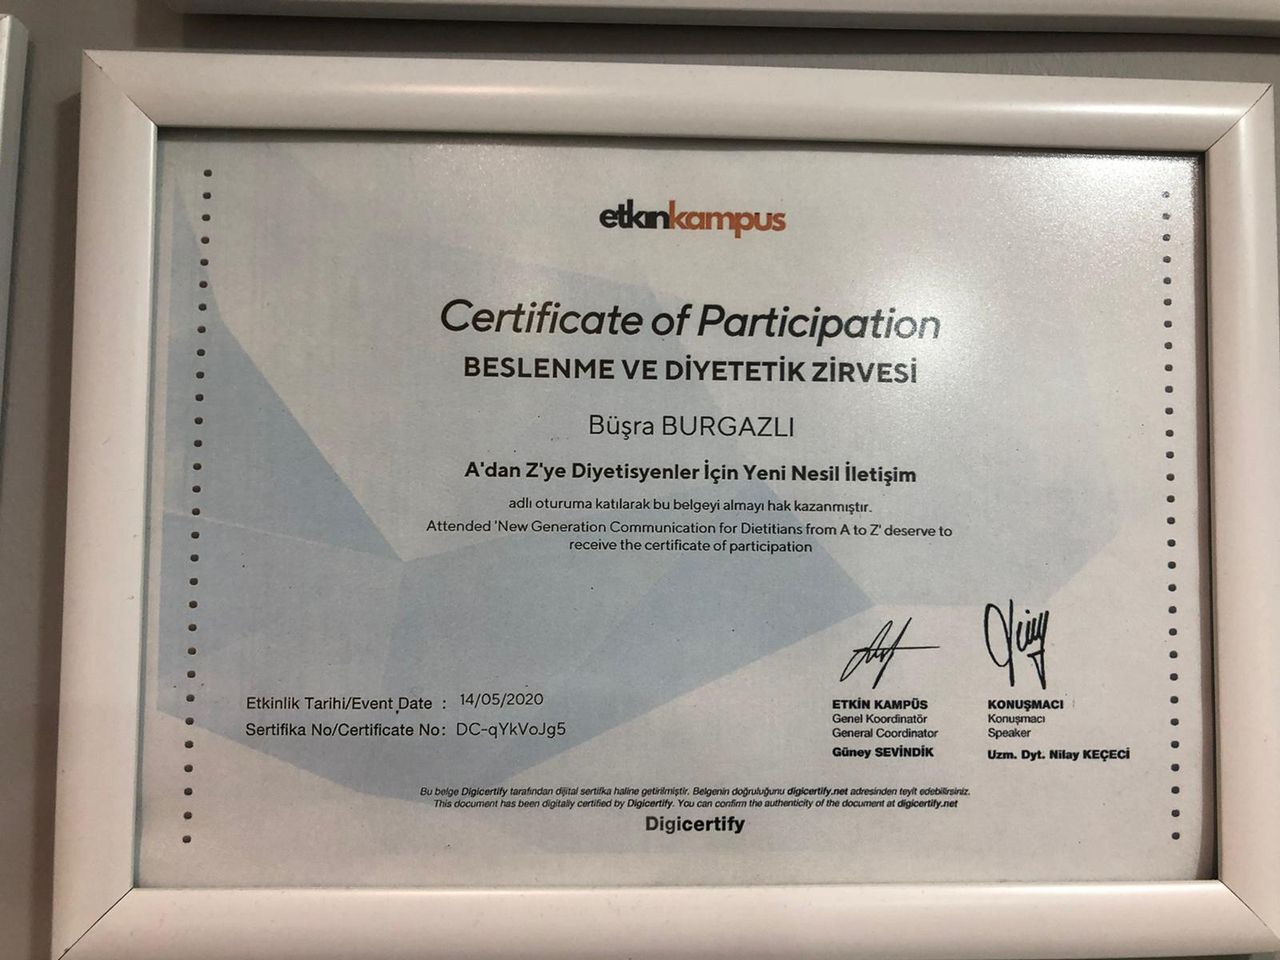 etkınkampus
Certificate of Participation
BESLENME VE DİYETETİK ZİRVESİ
Büşra BURGAZLI
A'dan Z'ye Diyetisyenler İçin Yeni Nesil İletişim
adlı oturuma katılarak bu belgeyi almayı hak kazanmıştır.
Attended 'New Generation Communication for Dietitians from A to Z' deserve to
receive the certificate of participation
Etkinlik Tarihi/Event Date : 14/05/2020
Sertifika No/Certificate No: DC-qYkVoJg5
ETKİN KAMPÜS
Genel Koordinatör
General Coordinator
Güney SEVİNDİK
KONUŞMACI
Konuşmacı
Speaker
Uzm. Dyt. Nilay KEÇECİ
Bu belge Digicertify tarafından dijital sertifika haline getirilmiştir. Belgenin doğruluğunu digicertify.net adresinden teyit edebilirsiniz.
This document has been digitally certified by Digicertify. You can confirm the authenticity of the document at digicertify.net
Digicertify